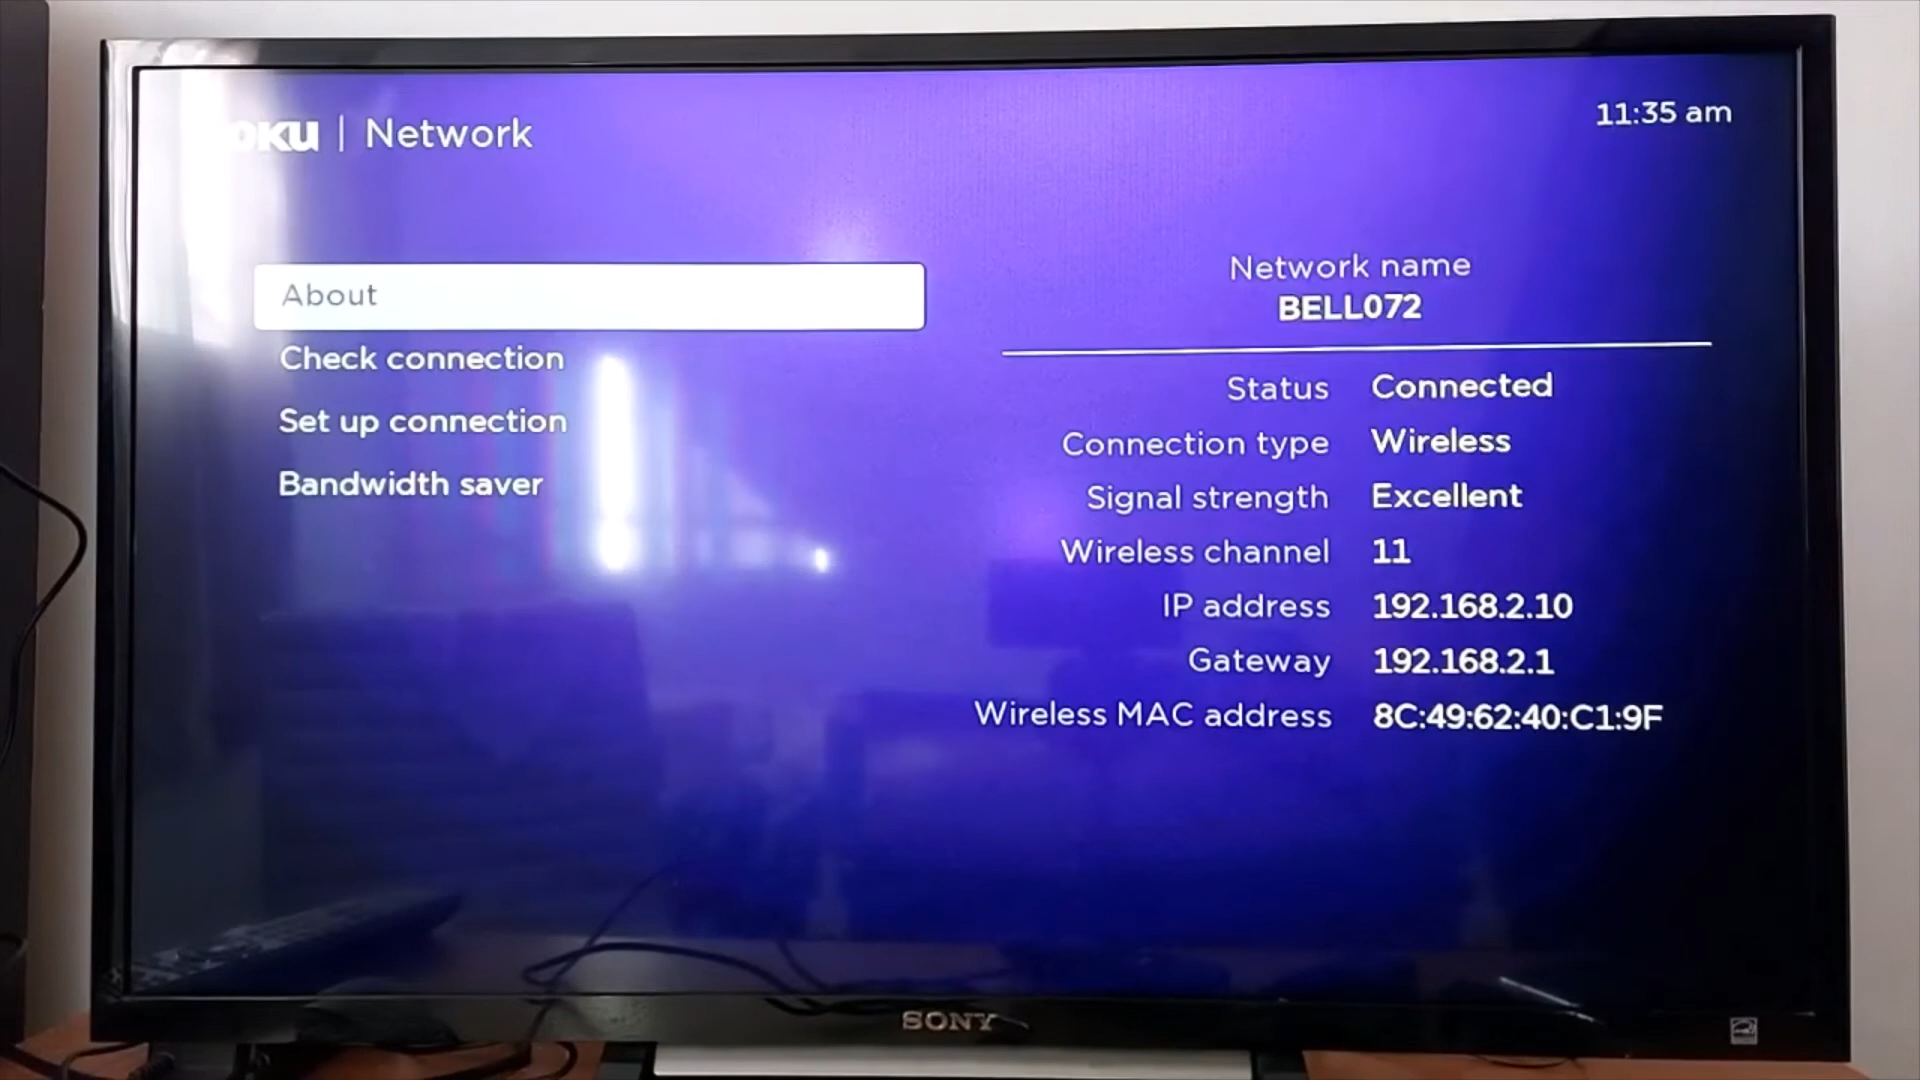 oku | Network
11:35 am
About
Check connection
Set up connection
Bandwidth saver
Network name
BELL072
Status Connected
Connection type Wireless
Signal strength Excellent
Wireless channel 11
IP address 192.168.2.10
Gateway 192.168.2.1
Wireless MAC address 8C:49:62:40:C1:9F
SONY